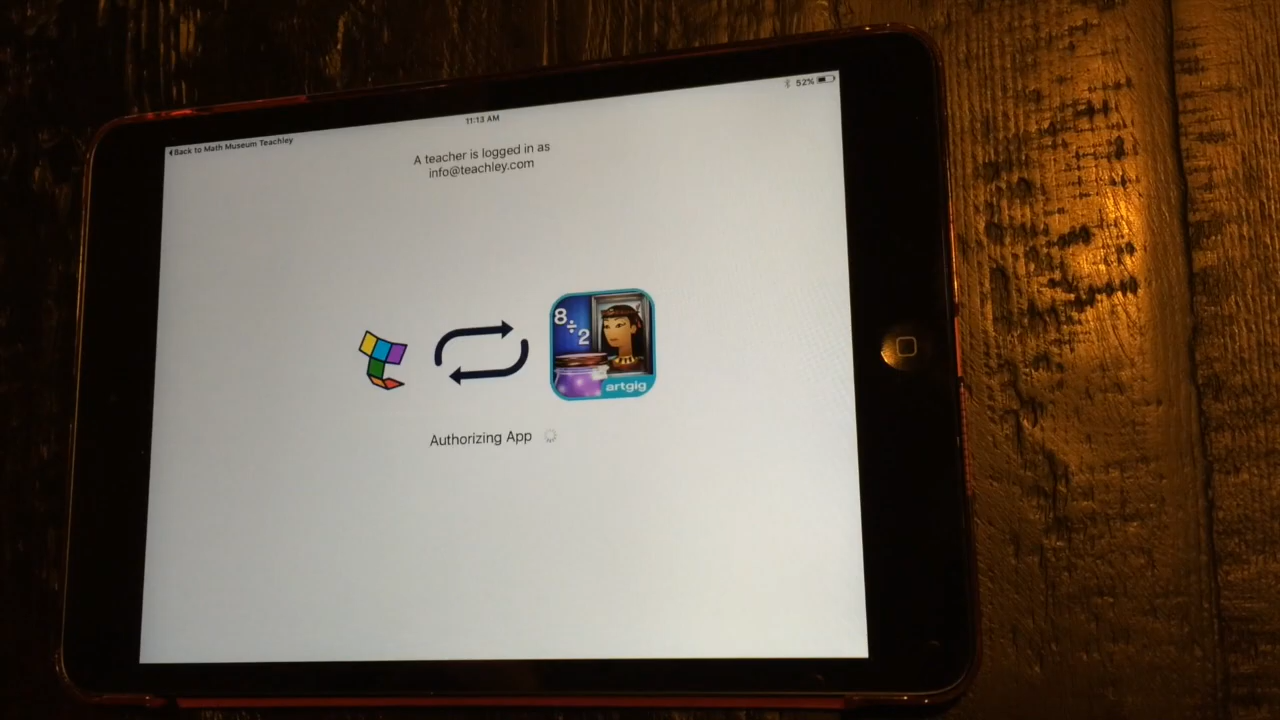 52%
11:13 AM
Back to Math Museum Teachley
A teacher is logged in as
info@teachley.com
8÷2
artgig
Authorizing App